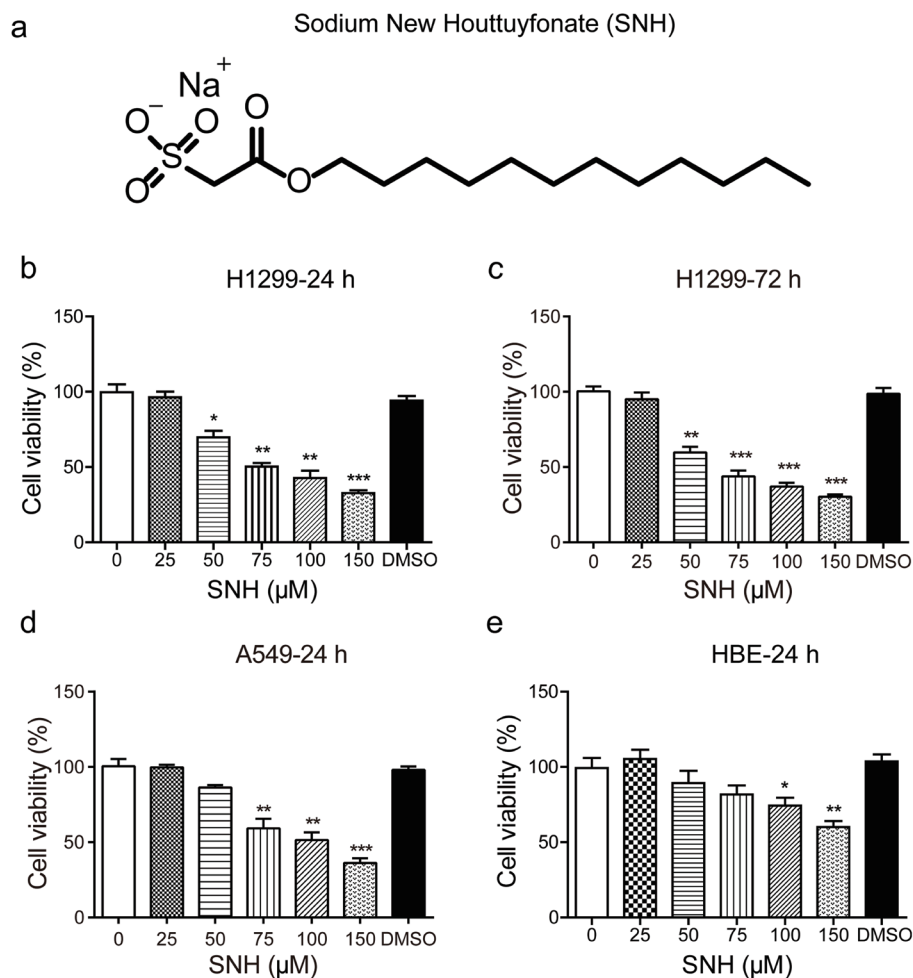 a
Sodium New Houttuyfonate (SNH)
Na+
O− O O
S
O O
b
H1299-24 h
Cell viability (%)
150
100
50
0
* ** ** ***
0 25 50 75 100 150 DMSO
SNH (µM)
c
H1299-72 h
Cell viability (%)
150
100
50
0
** *** *** ***
0 25 50 75 100 150 DMSO
SNH (µM)
d
A549-24 h
Cell viability (%)
150
100
50
0
** ** ***
0 25 50 75 100 150 DMSO
SNH (µM)
e
HBE-24 h
Cell viability (%)
150
100
50
0
* **
0 25 50 75 100 150 DMSO
SNH (µM)